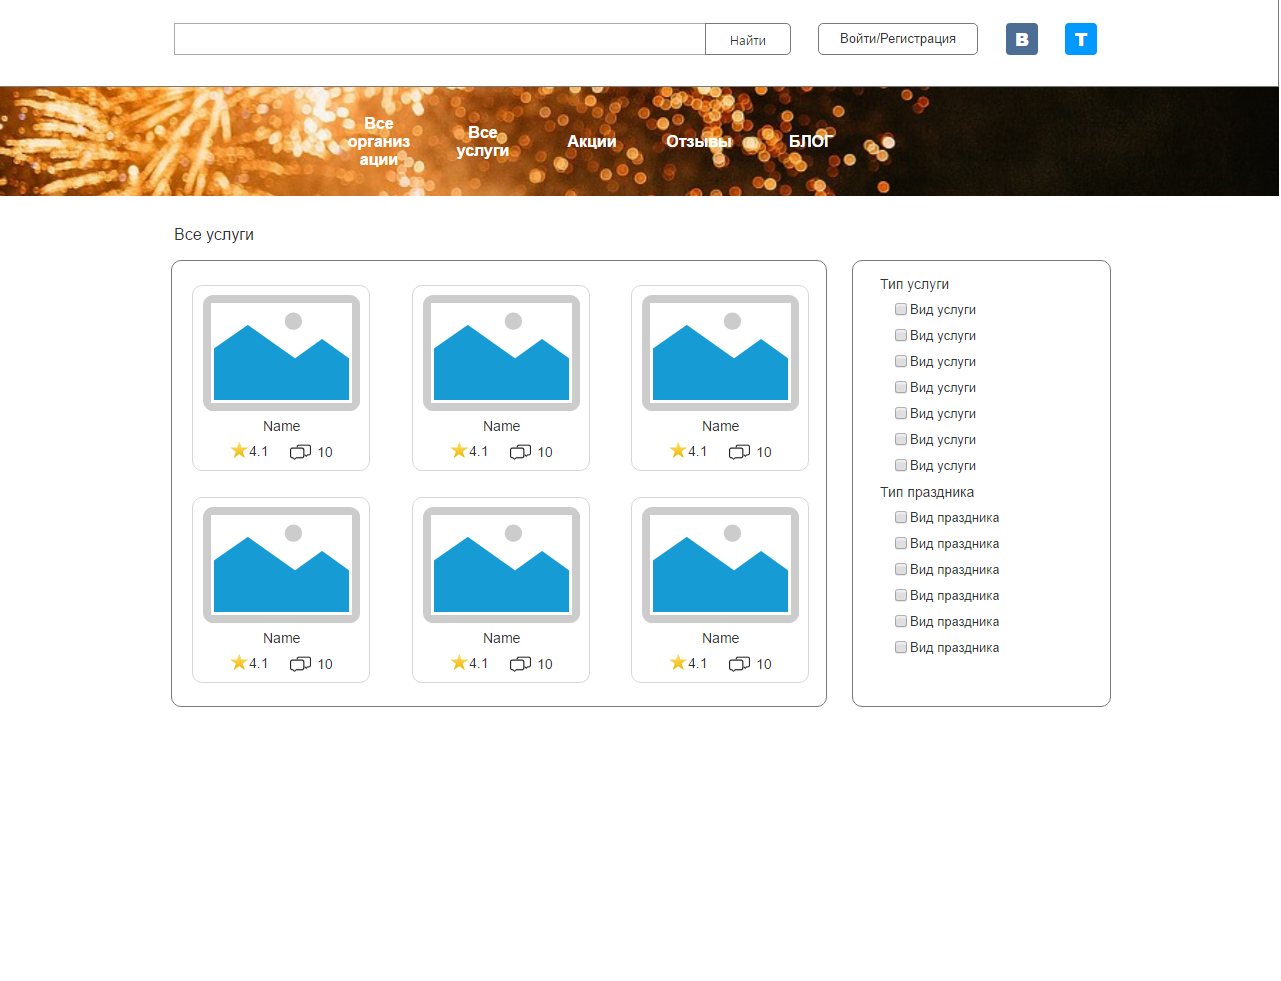 Найти
Войти/Регистрация
В
Т
Все
организ
ации
Все
услуги
Акции
Отзывы
БЛОГ
Все услуги
Name
4.1
10
Name
4.1
10
Name
4.1
10
Name
4.1
10
Name
4.1
10
Name
4.1
10
Тип услуги
Вид услуги
Вид услуги
Вид услуги
Вид услуги
Вид услуги
Вид услуги
Вид услуги
Тип праздника
Вид праздника
Вид праздника
Вид праздника
Вид праздника
Вид праздника
Вид праздника